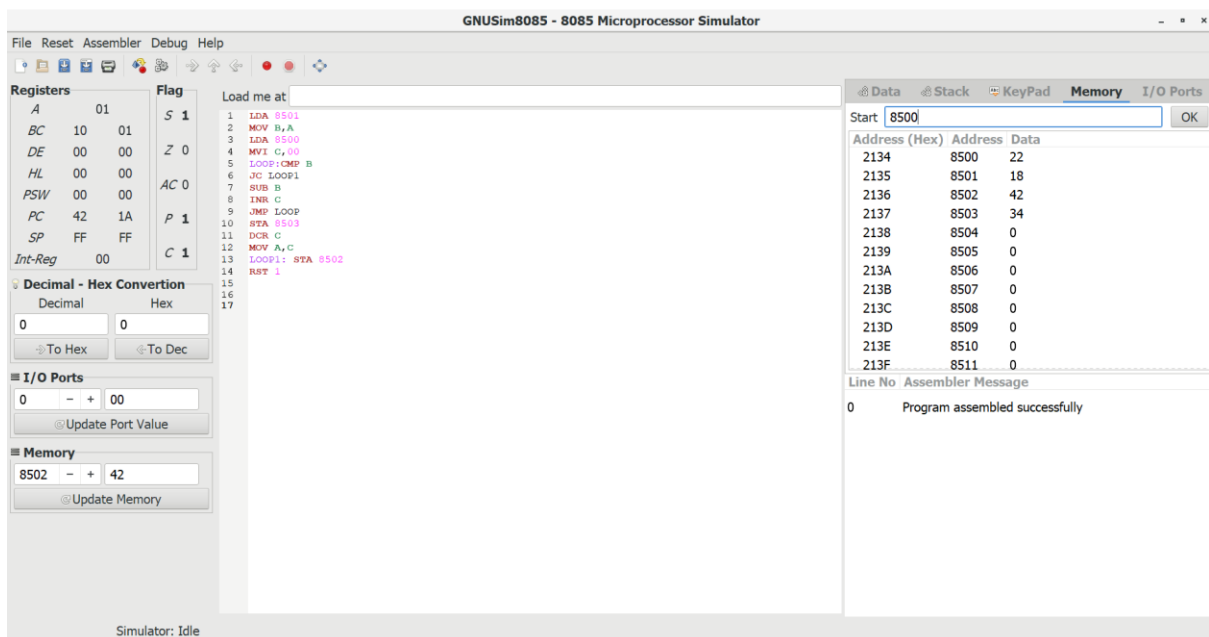 GNUSim8085 - 8085 Microprocessor Simulator
File Reset Assembler Debug Help
Registers
A 01
BC 10 01
DE 00 00
HL 00 00
PSW 00 00
PC 42 1A
SP FF FF
Int-Reg 00
Flag
S 1
Z 0
AC 0
P 1
C 1
Decimal - Hex Convertion
Decimal Hex
0 0
To Hex To Dec
I/O Ports
0 - + 00
Update Port Value
Memory
8502 - + 42
Update Memory
Load me at
1 LDA 8501
2 MOV B,A
3 LDA 8500
4 MVI C,00
5 LOOP:CMP B
6 JC LOOP1
7 SUB B
8 INR C
9 JMP LOOP
10 STA 8503
11 DCR C
12 MOV A,C
13 LOOP1: STA 8502
14 RST 1
15
16
17
Data Stack KeyPad Memory I/O Ports
Start 8500 OK
Address (Hex) Address Data
2134 8500 22
2135 8501 18
2136 8502 42
2137 8503 34
2138 8504 0
2139 8505 0
213A 8506 0
213B 8507 0
213C 8508 0
213D 8509 0
213E 8510 0
213F 8511 0
Line No Assembler Message
0 Program assembled successfully
Simulator: Idle